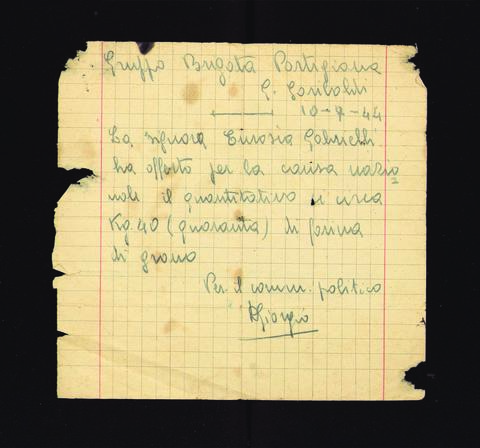 Gruppo Brigata Partigiana
G. Garibaldi
10-9-44
La signora Eurosia Gabrielli
ha offerto per la causa nazio
nale il quantitativo di circa
Kg. 40 (quaranta) di farina
di grano
Per il comm. politico
Giorgio